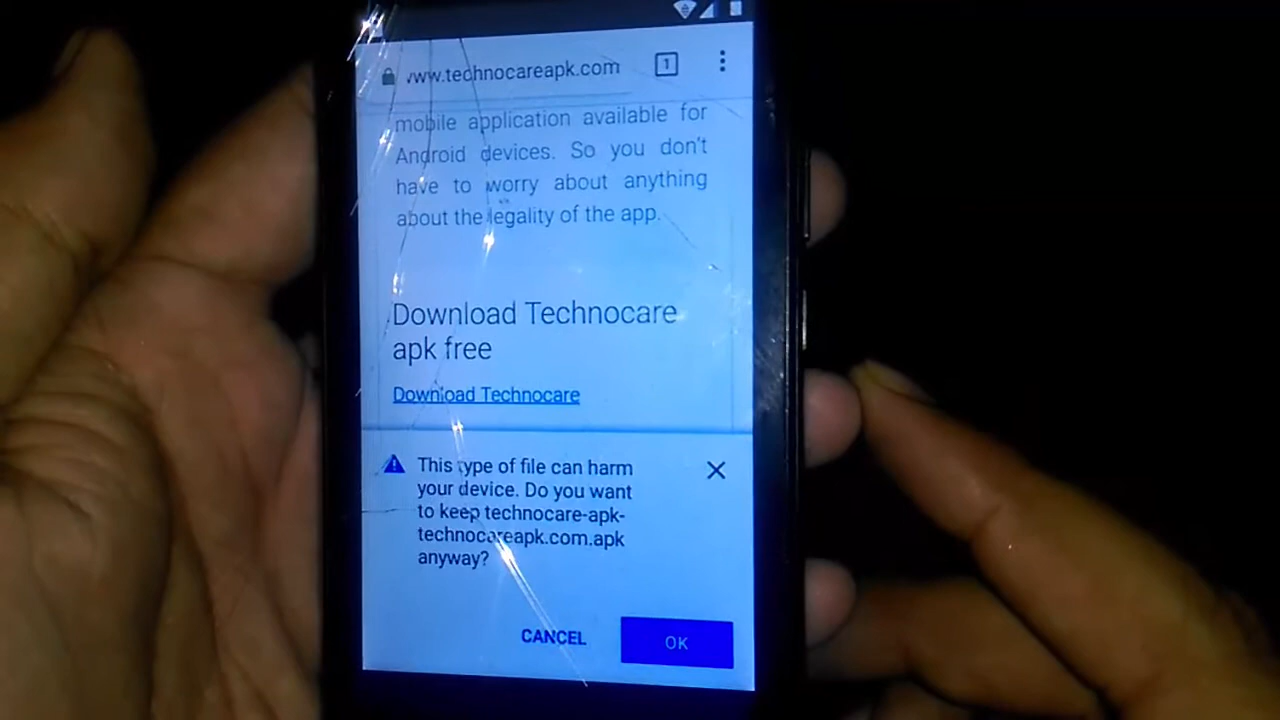 www.technocareapk.com
1
mobile application available for
Android devices. So you don't
have to worry about anything
about the legality of the app.
Download Technocare
apk free
Download Technocare
This type of file can harm
your device. Do you want
to keep technocare-apk-
technocareapk.com.apk
anyway?
CANCEL
OK